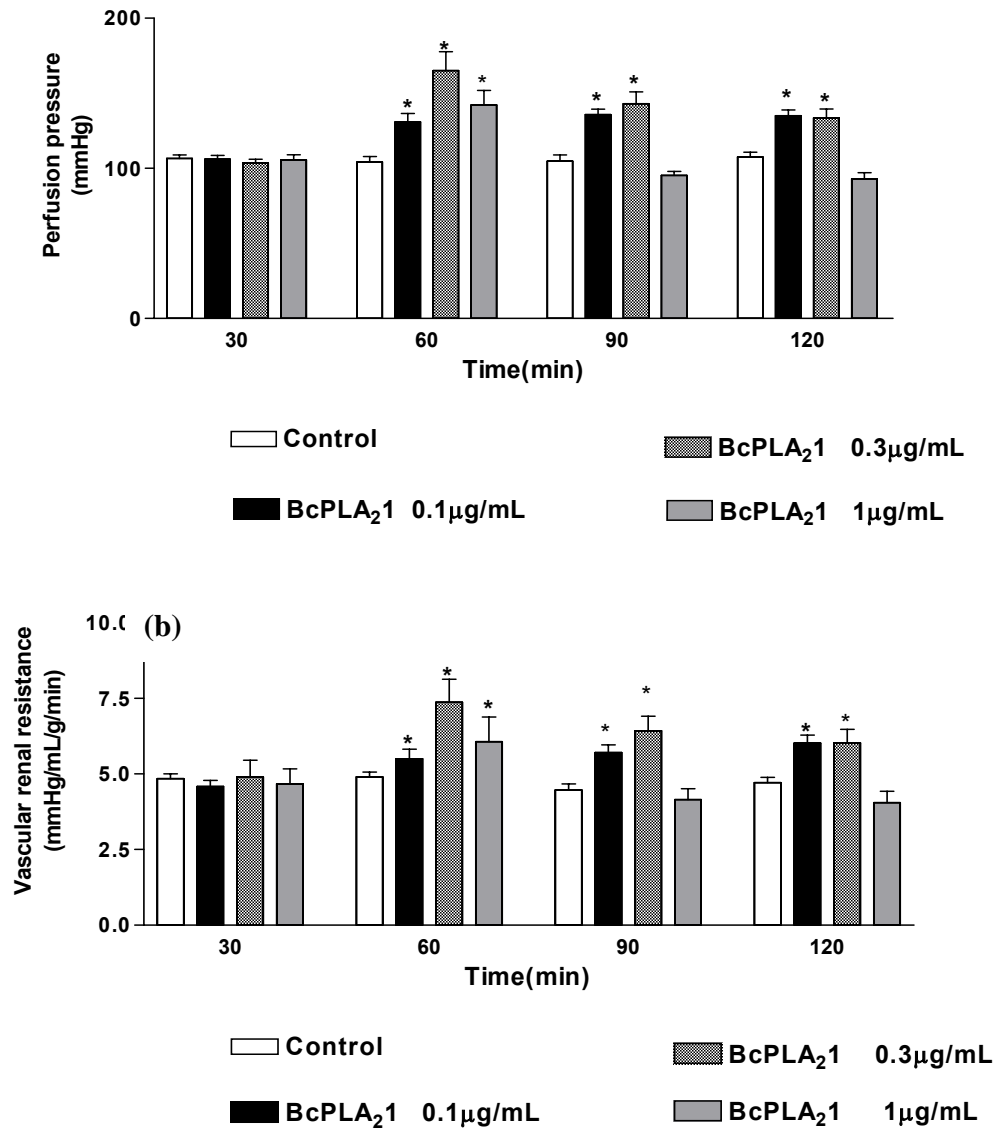 200
Perfusion pressure
(mmHg)
* * *
* *
* *
100
0
30 60 90 120
Time(min)
Control
BcPLA₂1 0.3μg/mL
BcPLA₂1 0.1μg/mL
BcPLA₂1 1μg/mL
10.0 (b)
Vascular renal resistance
(mmHg/mL/g/min)
* * *
* *
* *
7.5
5.0
2.5
0.0
30 60 90 120
Time(min)
Control
BcPLA₂1 0.3μg/mL
BcPLA₂1 0.1μg/mL
BcPLA₂1 1μg/mL